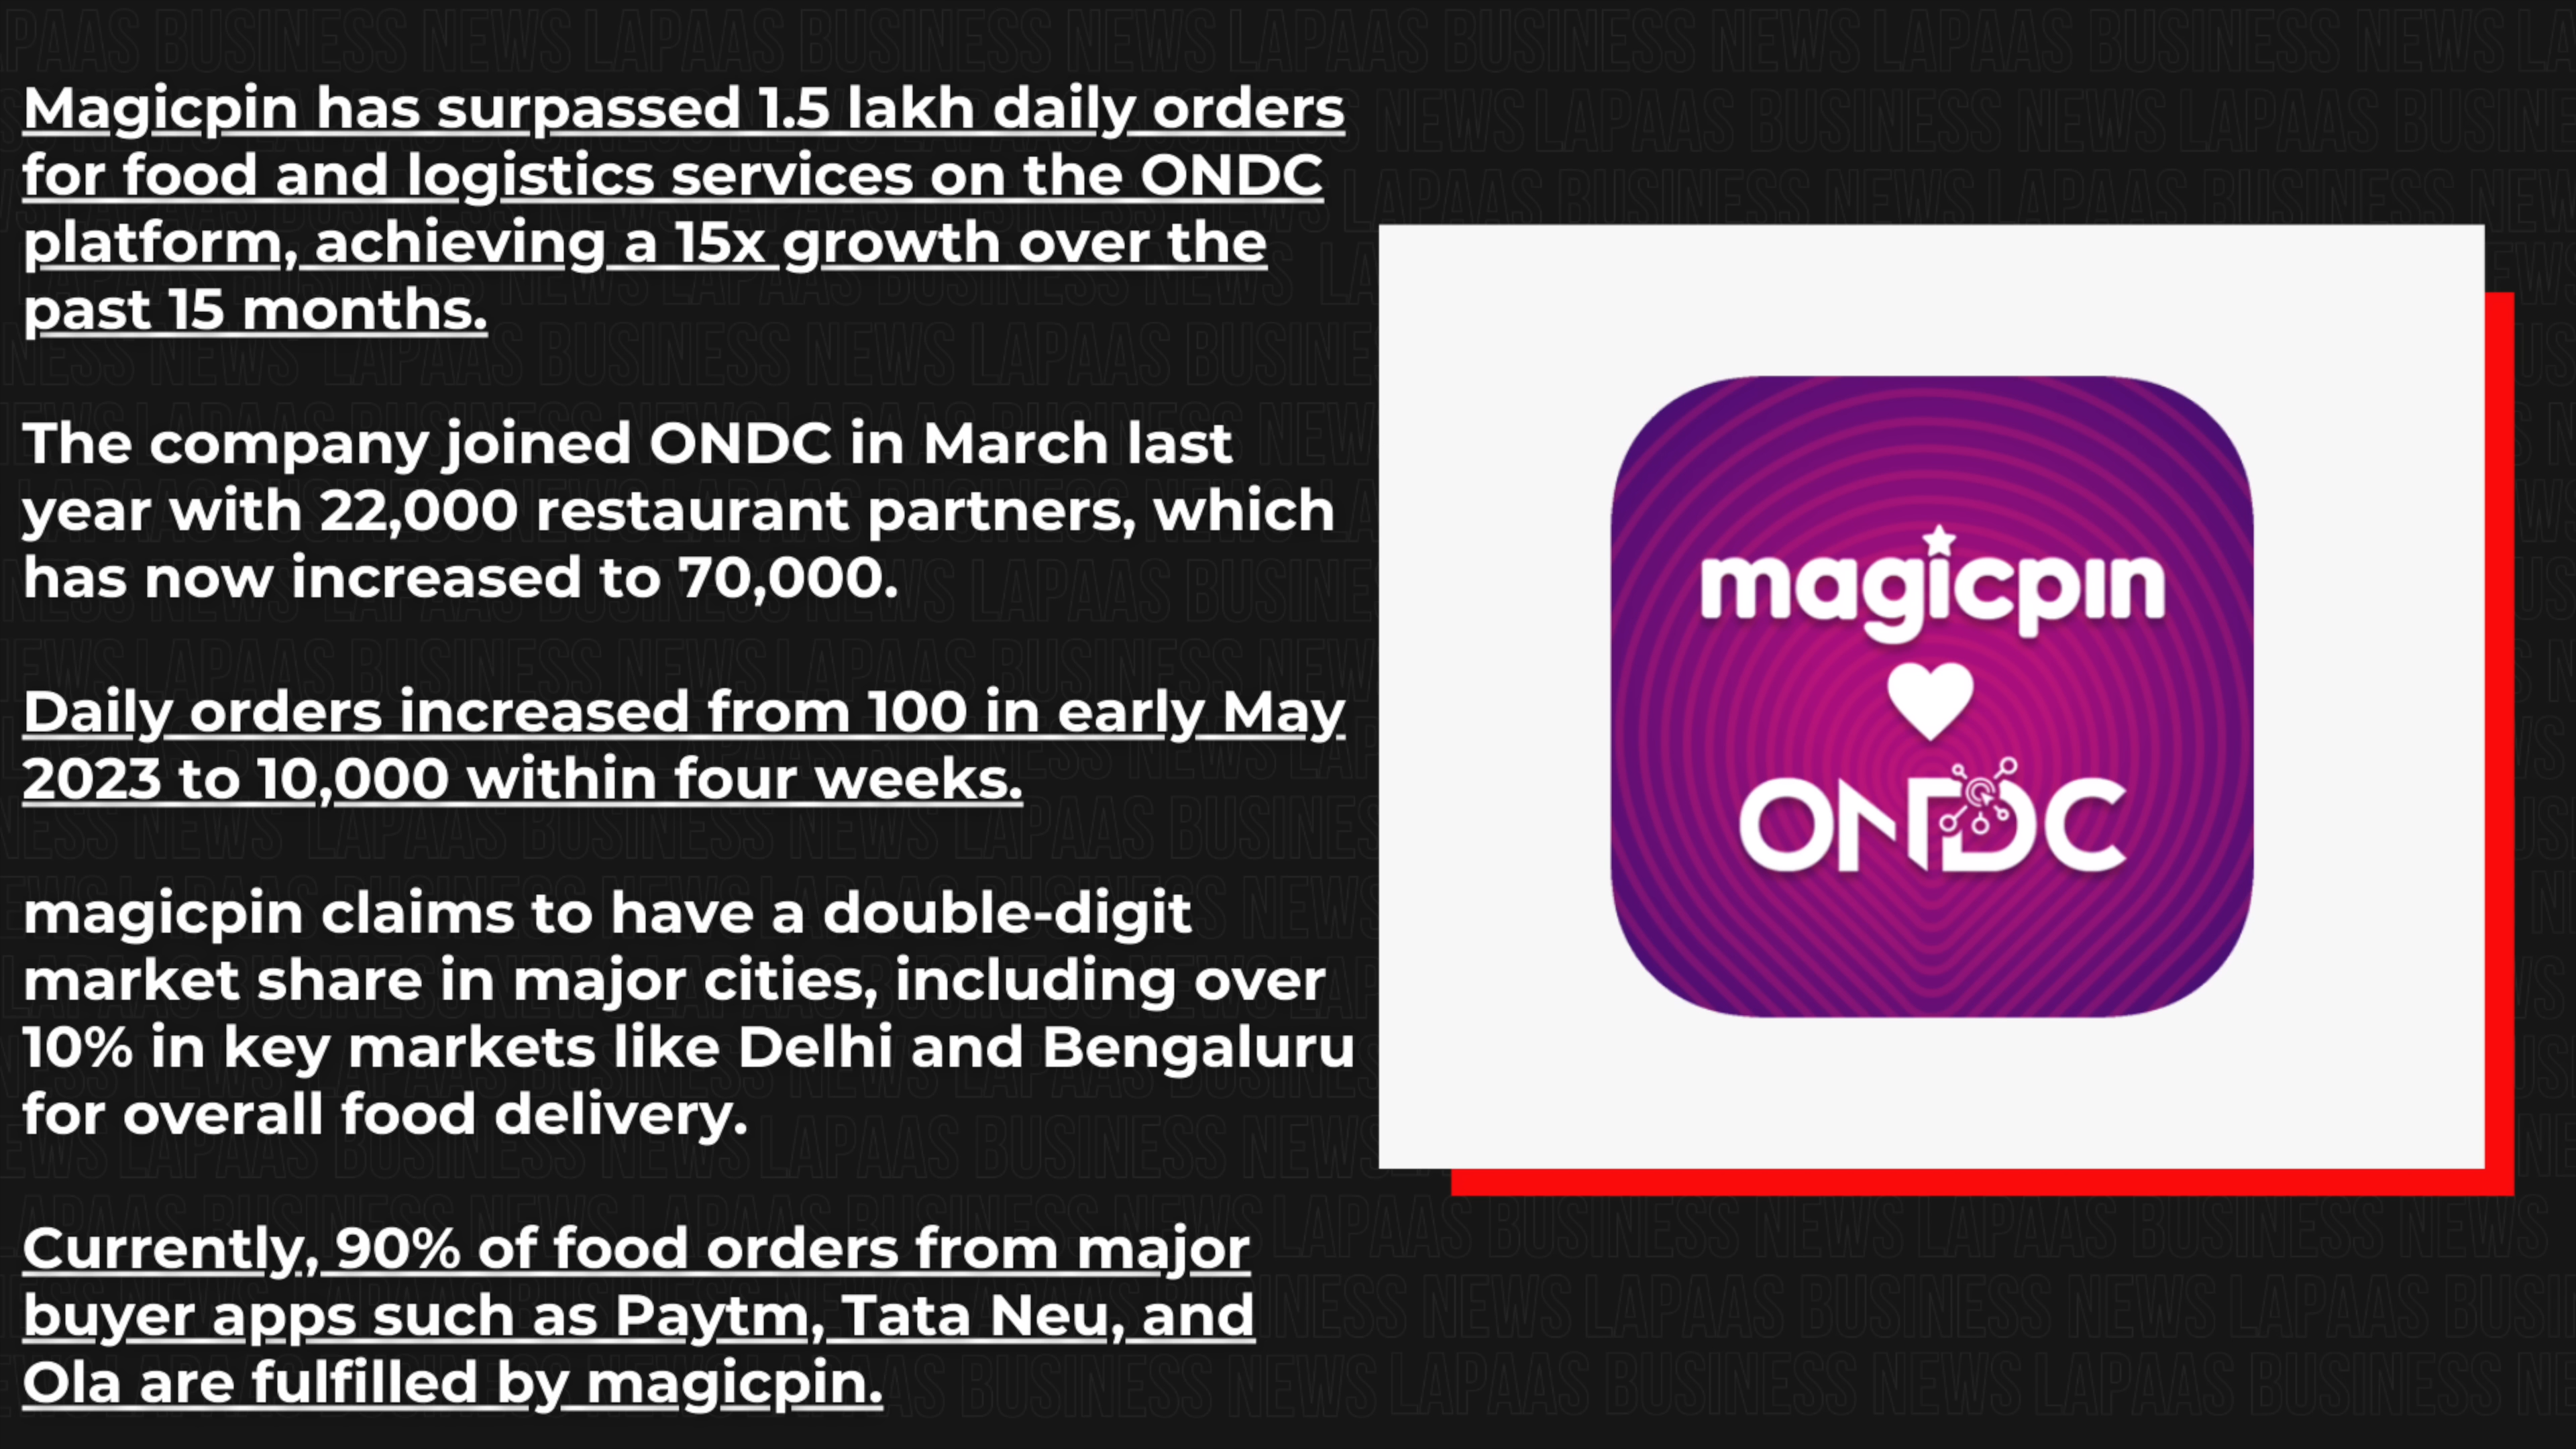 Magicpin has surpassed 1.5 lakh daily orders
for food and logistics services on the ONDC
platform, achieving a 15x growth over the
past 15 months.
The company joined ONDC in March last
year with 22,000 restaurant partners, which
has now increased to 70,000.
Daily orders increased from 100 in early May
2023 to 10,000 within four weeks.
magicpin claims to have a double-digit
market share in major cities, including over
10% in key markets like Delhi and Bengaluru
for overall food delivery.
Currently, 90% of food orders from major
buyer apps such as Paytm, Tata Neu, and
Ola are fulfilled by magicpin.
magicpin
ONDC